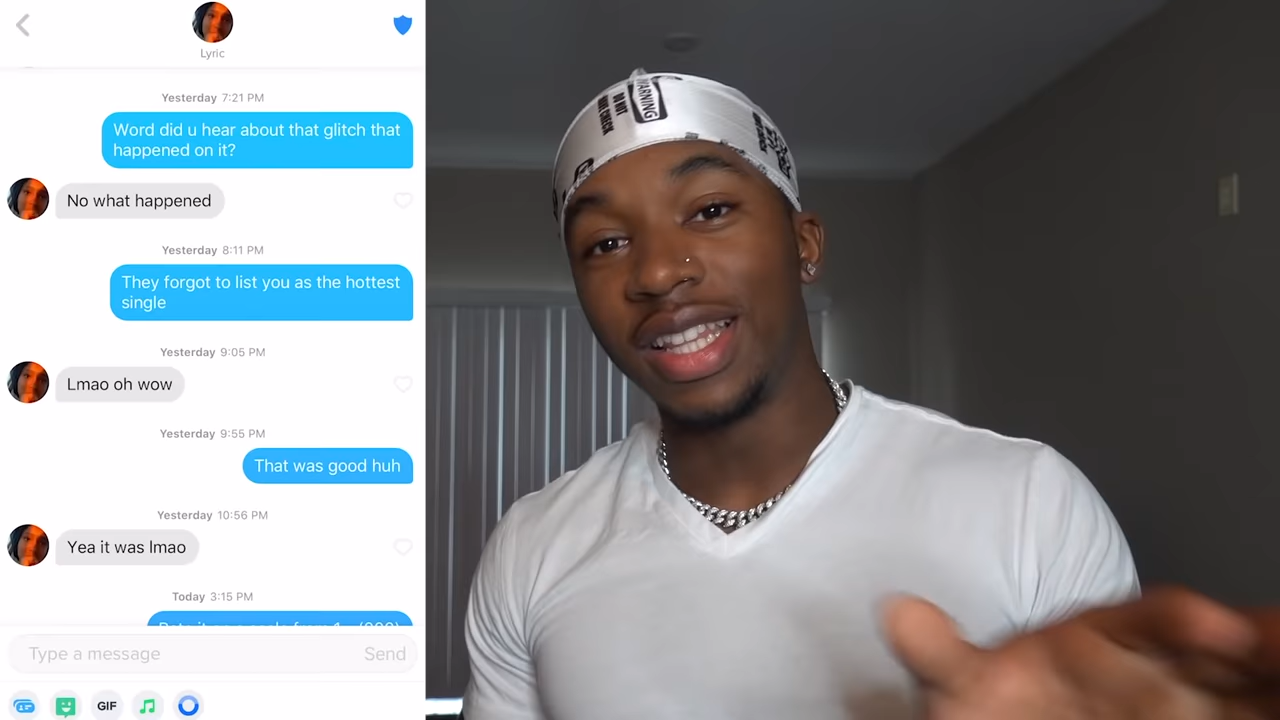 Lyric
Yesterday 7:21 PM
Word did u hear about that glitch that
happened on it?
No what happened
Yesterday 8:11 PM
They forgot to list you as the hottest
single
Yesterday 9:05 PM
Lmao oh wow
Yesterday 9:55 PM
That was good huh
Yesterday 10:56 PM
Yea it was lmao
Today 3:15 PM
Type a message
Send
GIF
WARNING
DO NOT